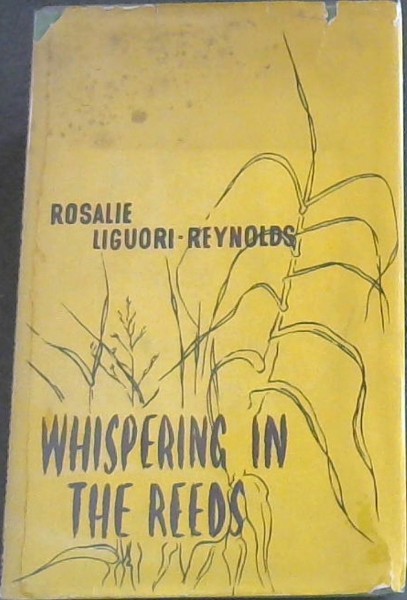 ROSALIE
LIGUORI-REYNOLDS
WHISPERING IN
THE REEDS